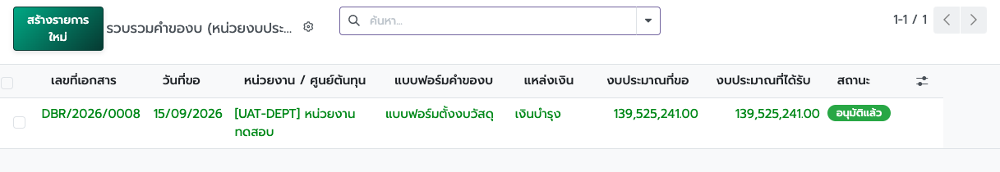 สร้างรายการ
ใหม่
รวบรวมคำของบ (หน่วยงบประ...
ค้นหา...
1-1 / 1
เลขที่เอกสาร วันที่ขอ หน่วยงาน / ศูนย์ต้นทุน แบบฟอร์มคำของบ แหล่งเงิน งบประมาณที่ขอ งบประมาณที่ได้รับ สถานะ
DBR/2026/0008 15/09/2026 [UAT-DEPT] หน่วยงาน แบบฟอร์มตั้งงบวัสดุ เงินบำรุง 139,525,241.00 139,525,241.00 อนุมัติแล้ว
ทดสอบ